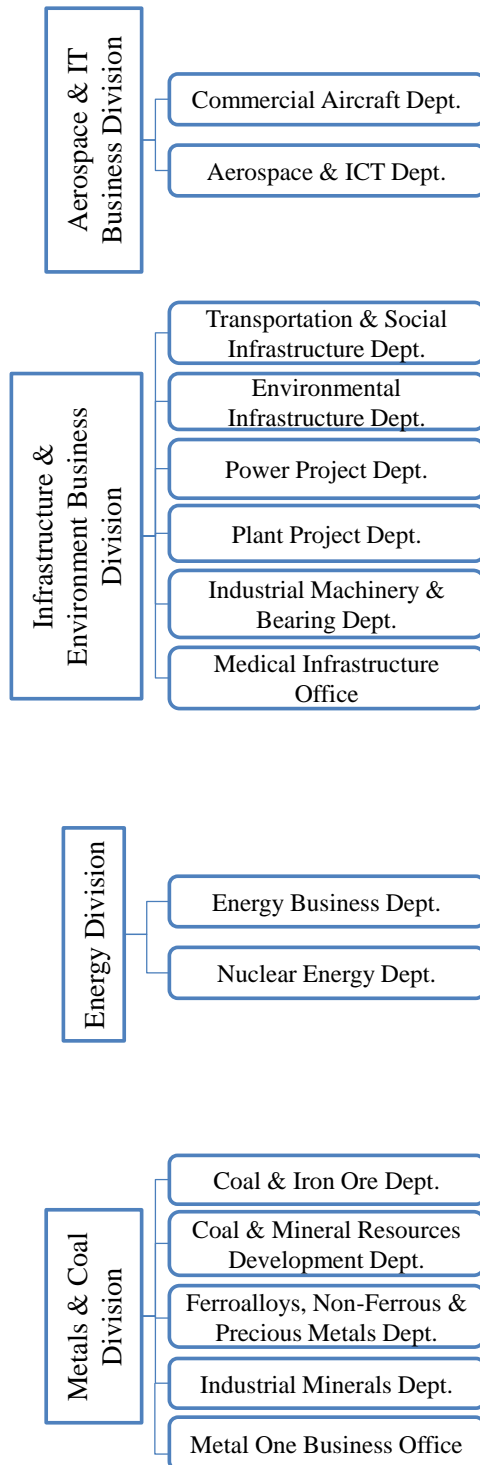 Aerospace & IT
Business Division
Commercial Aircraft Dept.
Aerospace & ICT Dept.
Infrastructure &
Environment Business
Division
Transportation & Social
Infrastructure Dept.
Environmental
Infrastructure Dept.
Power Project Dept.
Plant Project Dept.
Industrial Machinery &
Bearing Dept.
Medical Infrastructure
Office
Energy Division
Energy Business Dept.
Nuclear Energy Dept.
Metals & Coal
Division
Coal & Iron Ore Dept.
Coal & Mineral Resources
Development Dept.
Ferroalloys, Non-Ferrous &
Precious Metals Dept.
Industrial Minerals Dept.
Metal One Business Office